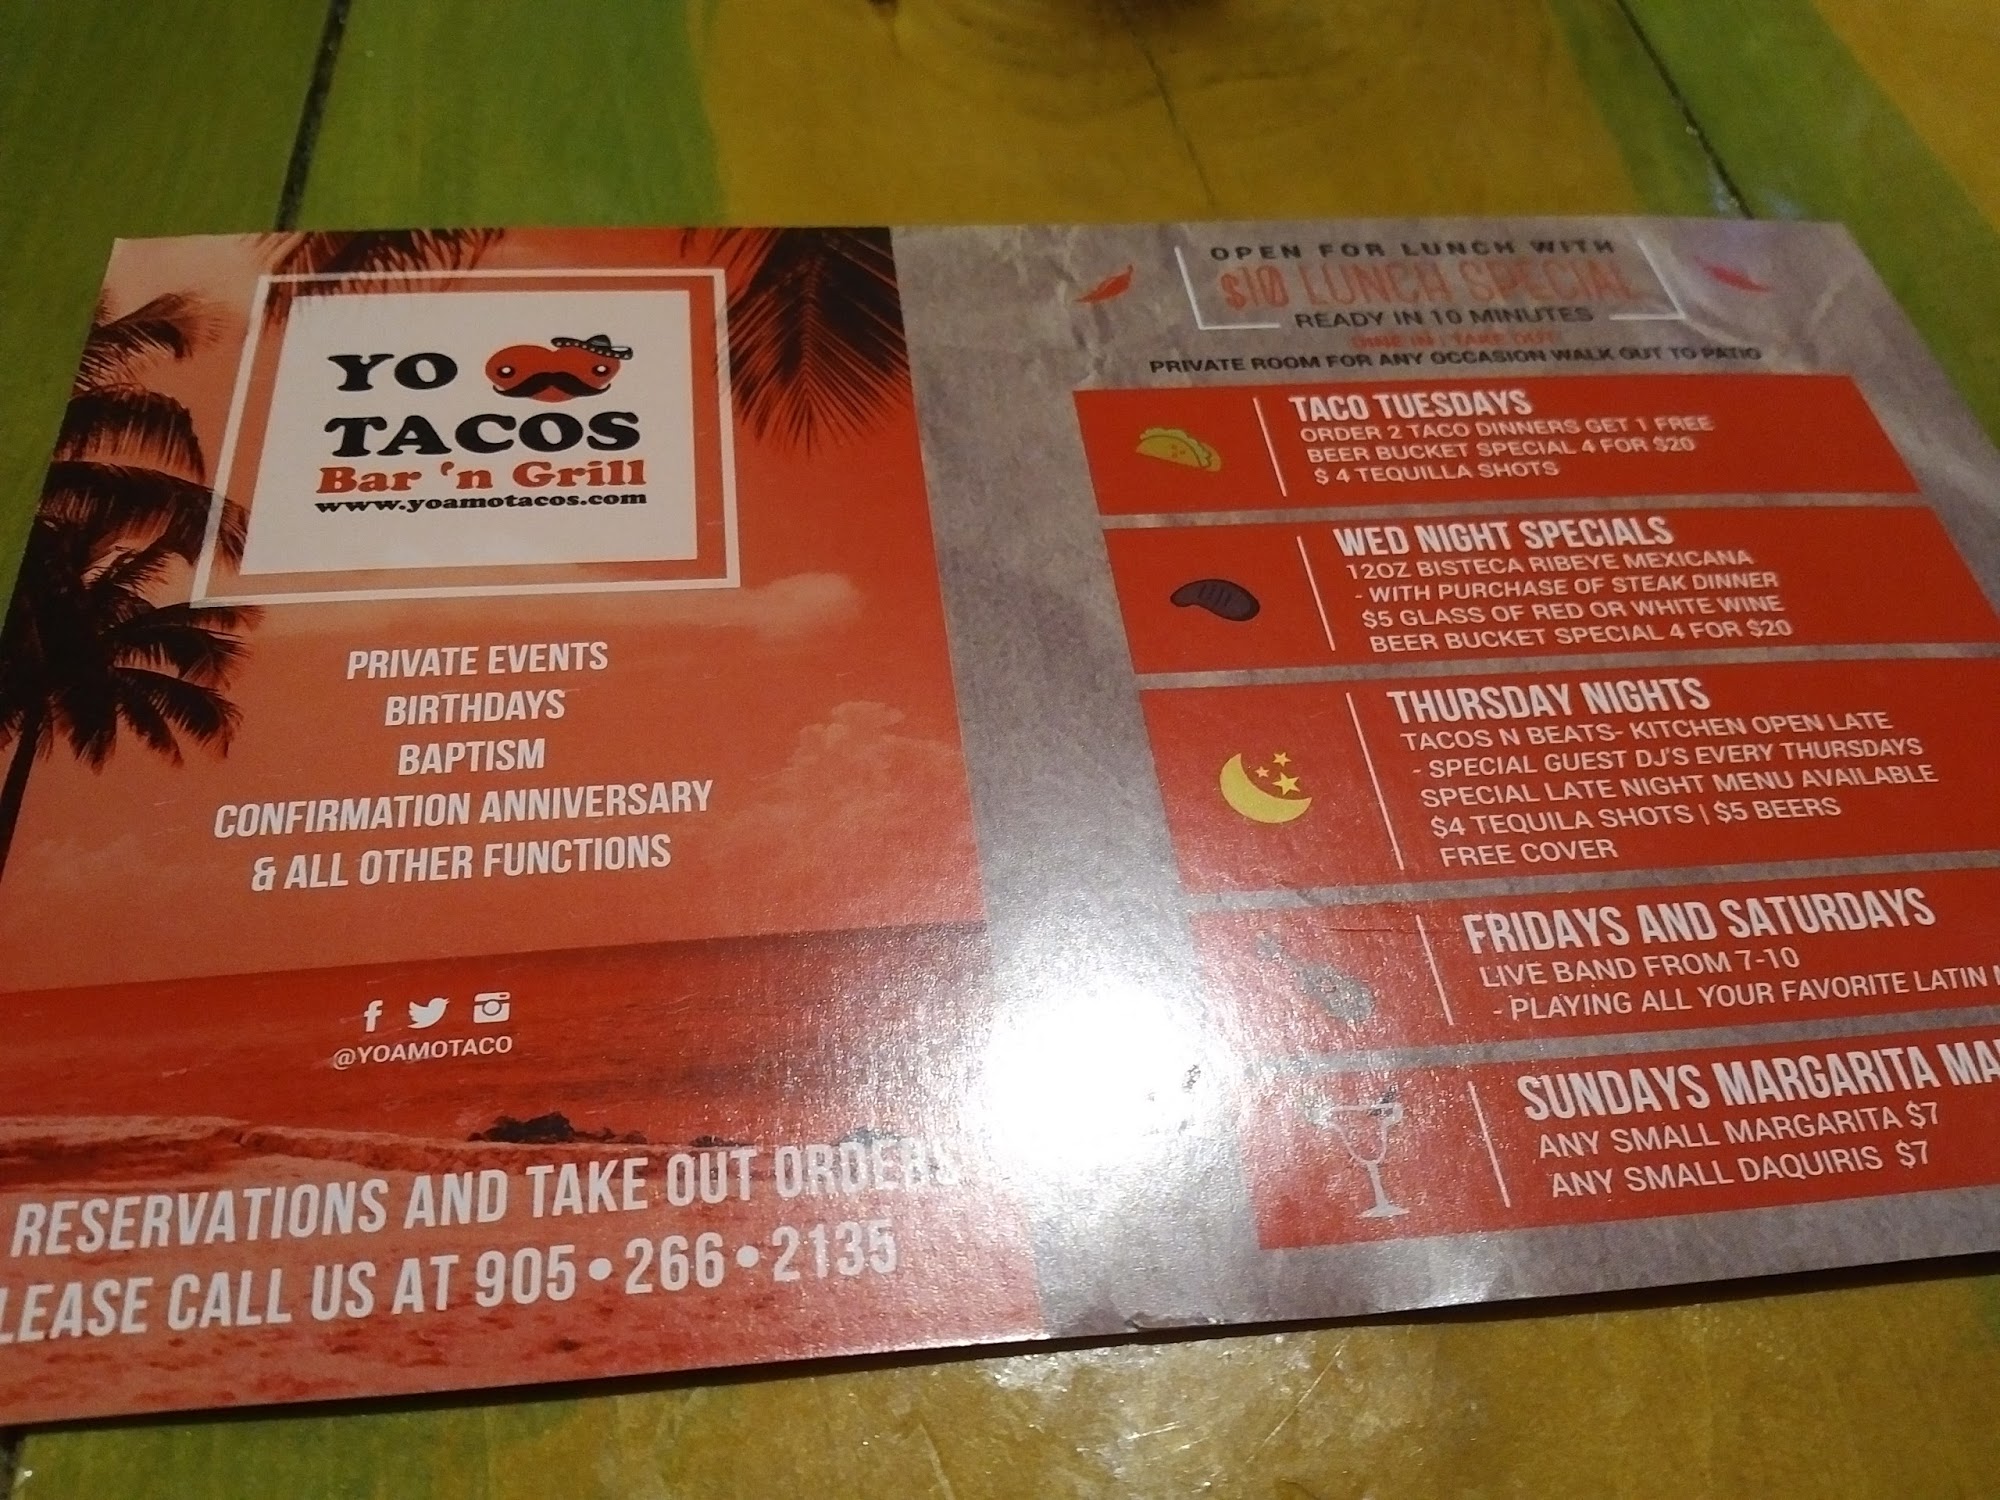 YO
TACOS
Bar 'n Grill
www.yoamotacos.com
PRIVATE EVENTS
BIRTHDAYS
BAPTISM
CONFIRMATION ANNIVERSARY
& ALL OTHER FUNCTIONS
@YOAMOTACO
RESERVATIONS AND TAKE OUT ORDERS
LEASE CALL US AT 905•266•2135
OPEN FOR LUNCH WITH
$10 LUNCH SPECIAL
READY IN 10 MINUTES
DINE IN | TAKE OUT
PRIVATE ROOM FOR ANY OCCASION WALK OUT TO PATIO
TACO TUESDAYS
ORDER 2 TACO DINNERS GET 1 FREE
BEER BUCKET SPECIAL 4 FOR $20
$ 4 TEQUILLA SHOTS
WED NIGHT SPECIALS
12OZ BISTECA RIBEYE MEXICANA
- WITH PURCHASE OF STEAK DINNER
$5 GLASS OF RED OR WHITE WINE
BEER BUCKET SPECIAL 4 FOR $20
THURSDAY NIGHTS
TACOS N BEATS- KITCHEN OPEN LATE
- SPECIAL GUEST DJ'S EVERY THURSDAYS
SPECIAL LATE NIGHT MENU AVAILABLE
$4 TEQUILA SHOTS | $5 BEERS
FREE COVER
FRIDAYS AND SATURDAYS
LIVE BAND FROM 7-10
- PLAYING ALL YOUR FAVORITE LATIN
SUNDAYS MARGARITA
ANY SMALL MARGARITA $7
ANY SMALL DAQUIRIS $7